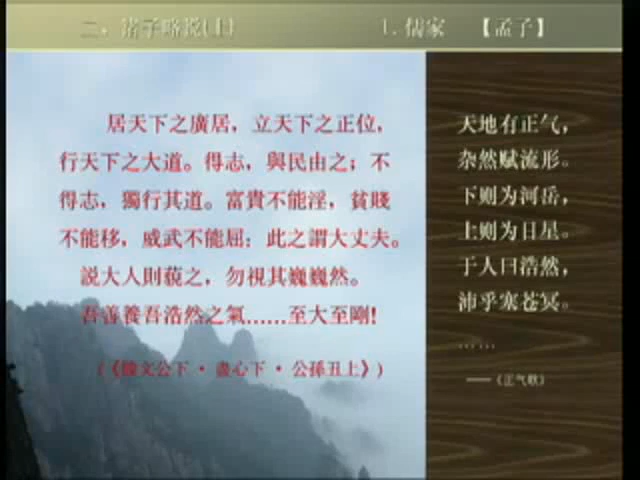 二、诸子略说(上)
1.儒家 【孟子】
居天下之廣居，立天下之正位，
行天下之大道。得志，與民由之；不
得志，獨行其道。富貴不能淫，貧賤
不能移，威武不能屈；此之謂大丈夫。
説大人則藐之，勿視其巍巍然。
吾善養吾浩然之氣……至大至剛！
(《滕文公下·盡心下·公孫丑上》)
天地有正气，
杂然赋流形。
下则为河岳，
上则为日星。
于人曰浩然，
沛乎塞苍冥。
……
——《正气歌》